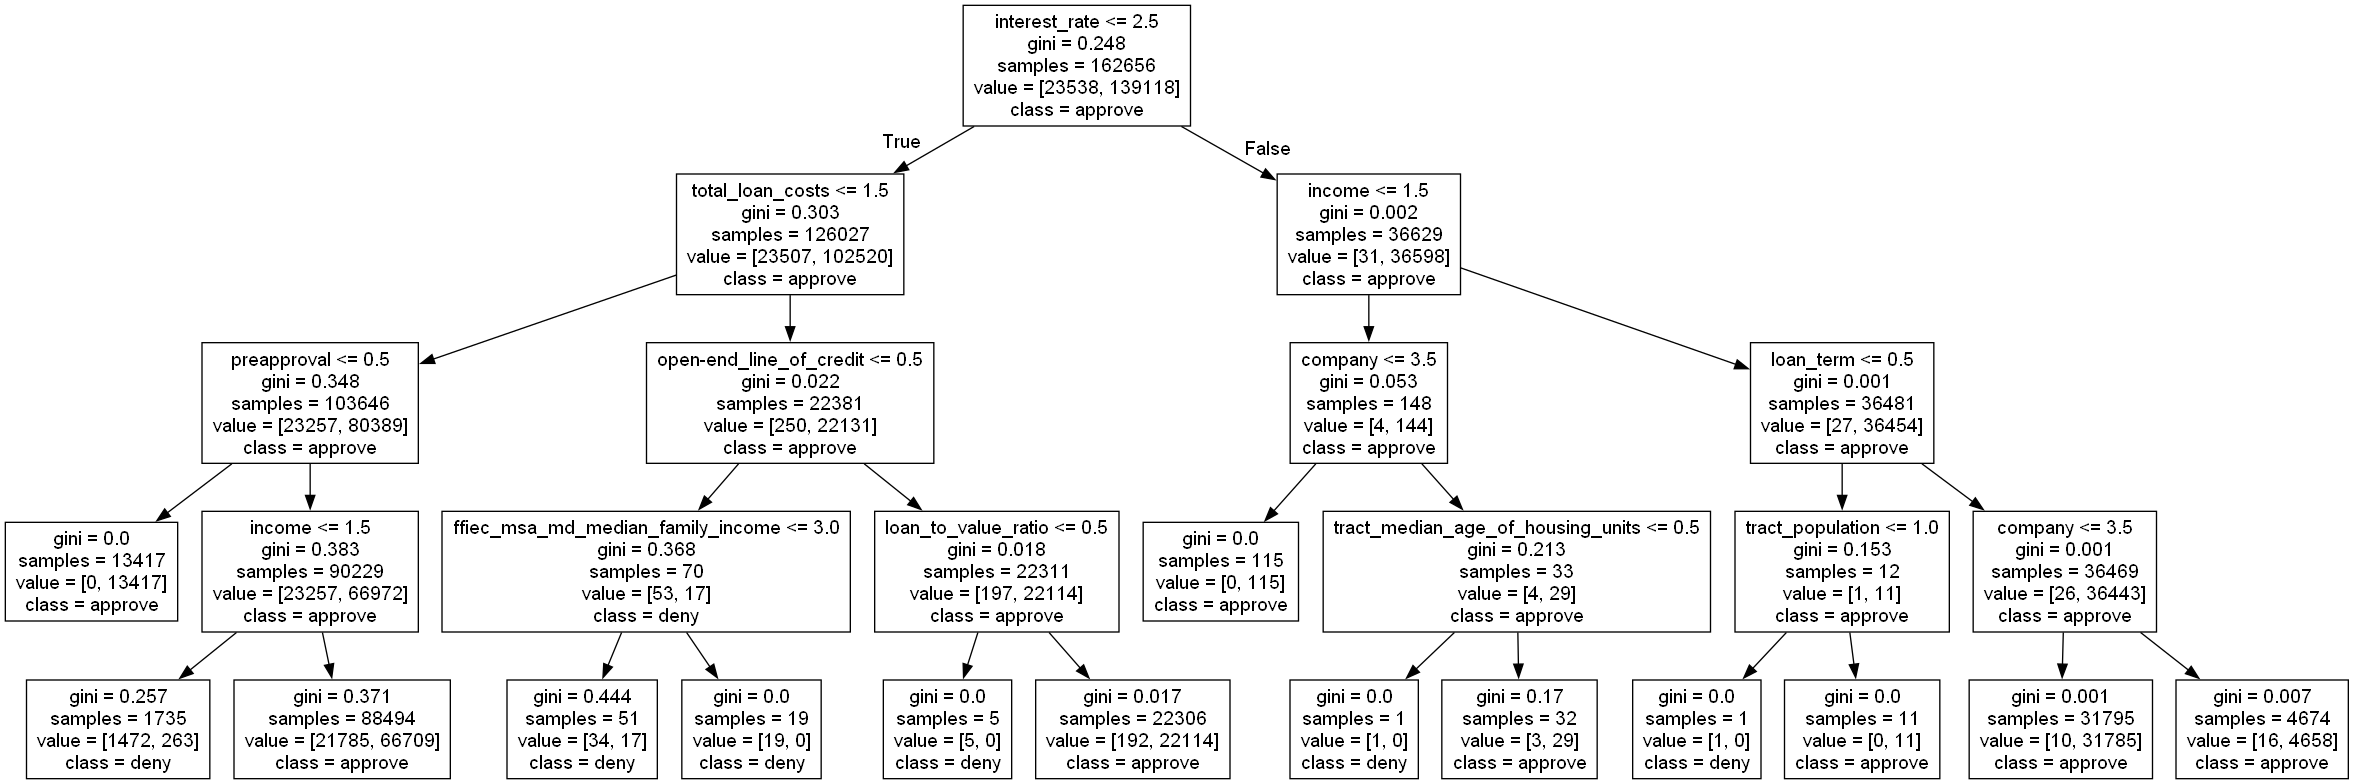 interest_rate <= 2.5
gini = 0.248
samples = 162656
value = [23538, 139118]
class = approve
True
False
total_loan_costs <= 1.5
gini = 0.303
samples = 126027
value = [23507, 102520]
class = approve
income <= 1.5
gini = 0.002
samples = 36629
value = [31, 36598]
class = approve
preapproval <= 0.5
gini = 0.348
samples = 103646
value = [23257, 80389]
class = approve
open-end_line_of_credit <= 0.5
gini = 0.022
samples = 22381
value = [250, 22131]
class = approve
company <= 3.5
gini = 0.053
samples = 148
value = [4, 144]
class = approve
loan_term <= 0.5
gini = 0.001
samples = 36481
value = [27, 36454]
class = approve
gini = 0.0
samples = 13417
value = [0, 13417]
class = approve
income <= 1.5
gini = 0.383
samples = 90229
value = [23257, 66972]
class = approve
ffiec_msa_md_median_family_income <= 3.0
gini = 0.368
samples = 70
value = [53, 17]
class = deny
loan_to_value_ratio <= 0.5
gini = 0.018
samples = 22311
value = [197, 22114]
class = approve
gini = 0.0
samples = 115
value = [0, 115]
class = approve
tract_median_age_of_housing_units <= 0.5
gini = 0.213
samples = 33
value = [4, 29]
class = approve
tract_population <= 1.0
gini = 0.153
samples = 12
value = [1, 11]
class = approve
company <= 3.5
gini = 0.001
samples = 36469
value = [26, 36443]
class = approve
gini = 0.257
samples = 1735
value = [1472, 263]
class = deny
gini = 0.371
samples = 88494
value = [21785, 66709]
class = approve
gini = 0.444
samples = 51
value = [34, 17]
class = deny
gini = 0.0
samples = 19
value = [19, 0]
class = deny
gini = 0.0
samples = 5
value = [5, 0]
class = deny
gini = 0.017
samples = 22306
value = [192, 22114]
class = approve
gini = 0.0
samples = 1
value = [1, 0]
class = deny
gini = 0.17
samples = 32
value = [3, 29]
class = approve
gini = 0.0
samples = 1
value = [1, 0]
class = deny
gini = 0.0
samples = 11
value = [0, 11]
class = approve
gini = 0.001
samples = 31795
value = [10, 31785]
class = approve
gini = 0.007
samples = 4674
value = [16, 4658]
class = approve